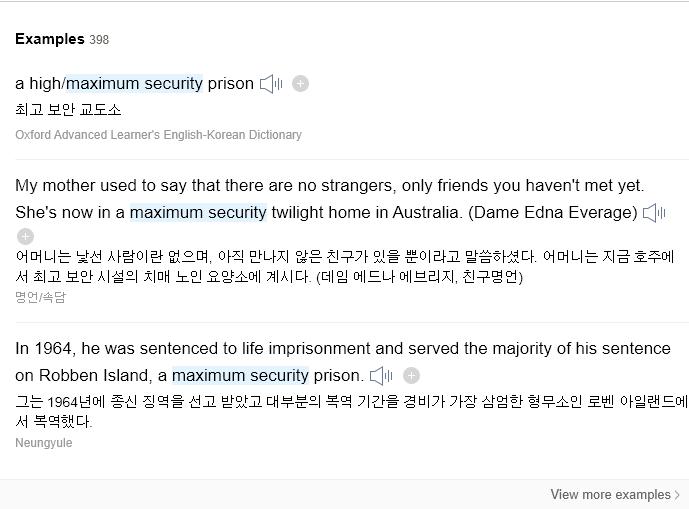 Examples 398
a high/maximum security prison
최고 보안 교도소
Oxford Advanced Learner's English-Korean Dictionary
My mother used to say that there are no strangers, only friends you haven't met yet.
She's now in a maximum security twilight home in Australia. (Dame Edna Everage)
어머니는 낯선 사람이란 없으며, 아직 만나지 않은 친구가 있을 뿐이라고 말씀하셨다. 어머니는 지금 호주에
서 최고 보안 시설의 치매 노인 요양소에 계시다. (데임 에드나 에브리지, 친구명언)
명언/속담
In 1964, he was sentenced to life imprisonment and served the majority of his sentence
on Robben Island, a maximum security prison.
그는 1964년에 종신 징역을 선고 받았고 대부분의 복역 기간을 경비가 가장 삼엄한 형무소인 로벤 아일랜드에
서 복역했다.
Neungyule
View more examples